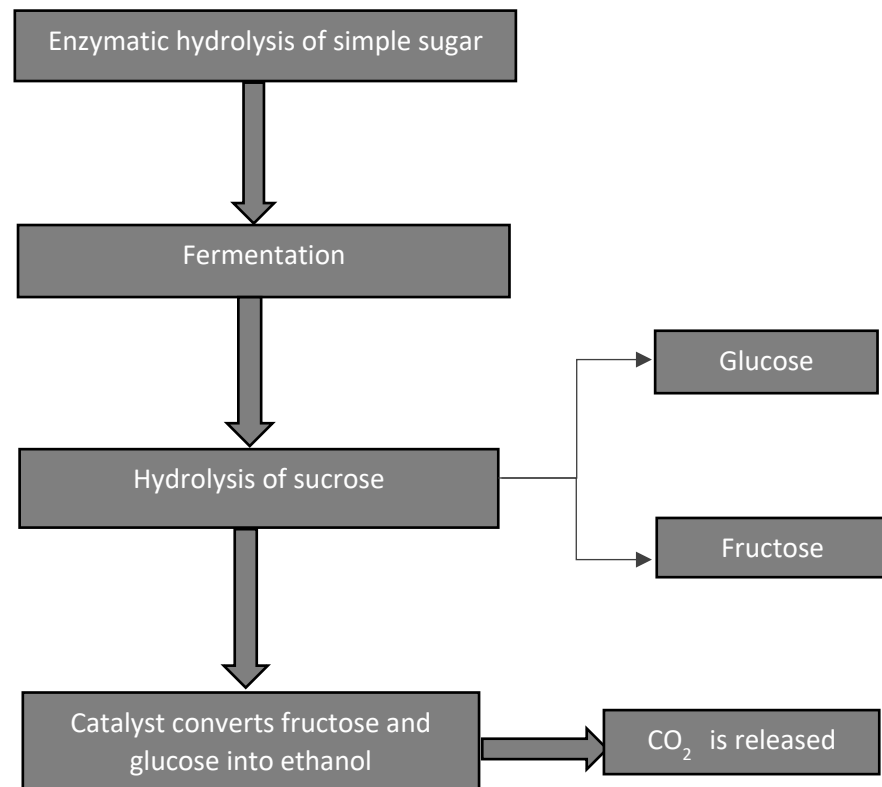 Enzymatic hydrolysis of simple sugar
Fermentation
Glucose
Hydrolysis of sucrose
Fructose
Catalyst converts fructose and
glucose into ethanol
CO₂ is released